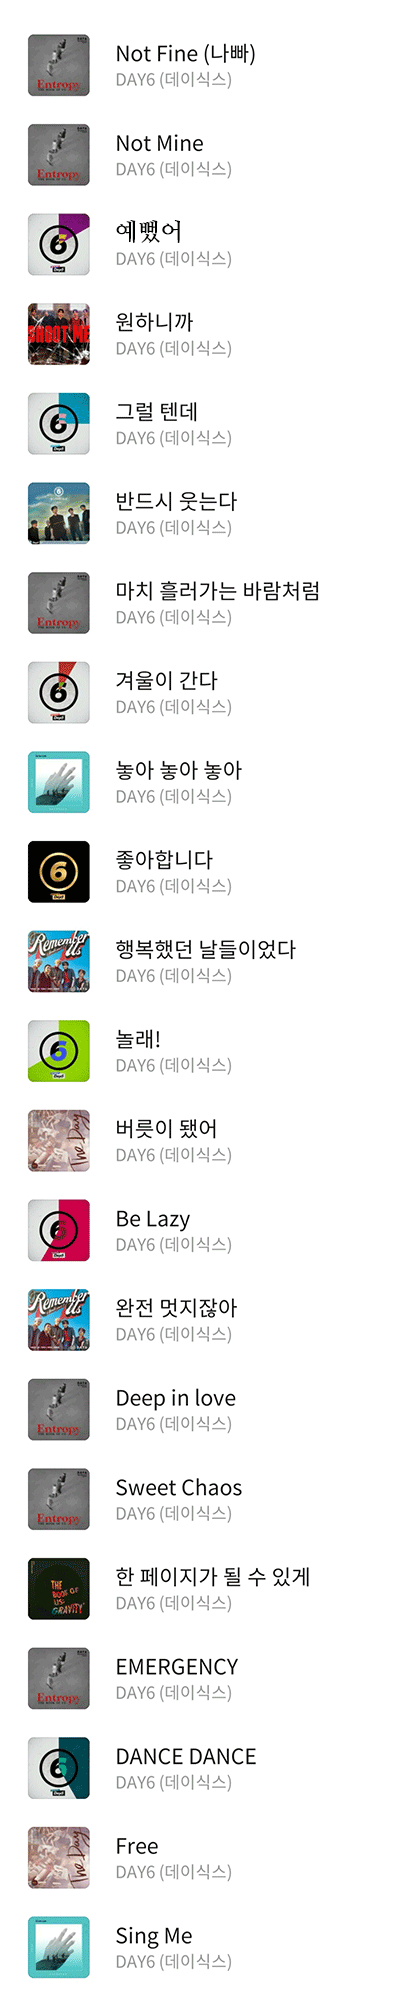 Not Fine (나빠)
DAY6 (데이식스)
Entropy
Not Mine
DAY6 (데이식스)
Entropy
예뻤어
DAY6 (데이식스)
6
원하니까
DAY6 (데이식스)
SHOOT ME
그럴 텐데
DAY6 (데이식스)
6
반드시 웃는다
DAY6 (데이식스)
6
마치 흘러가는 바람처럼
DAY6 (데이식스)
Entropy
겨울이 간다
DAY6 (데이식스)
6
놓아 놓아 놓아
DAY6 (데이식스)
좋아합니다
DAY6 (데이식스)
6
행복했던 날들이었다
DAY6 (데이식스)
Remember Us
놀래!
DAY6 (데이식스)
6
버릇이 됐어
DAY6 (데이식스)
The Day
Be Lazy
DAY6 (데이식스)
6
완전 멋지잖아
DAY6 (데이식스)
Remember Us
Deep in love
DAY6 (데이식스)
Entropy
Sweet Chaos
DAY6 (데이식스)
Entropy
한 페이지가 될 수 있게
DAY6 (데이식스)
THE
BOOK OF
US:
GRAVITY
EMERGENCY
DAY6 (데이식스)
Entropy
DANCE DANCE
DAY6 (데이식스)
6
Free
DAY6 (데이식스)
The Day
Sing Me
DAY6 (데이식스)